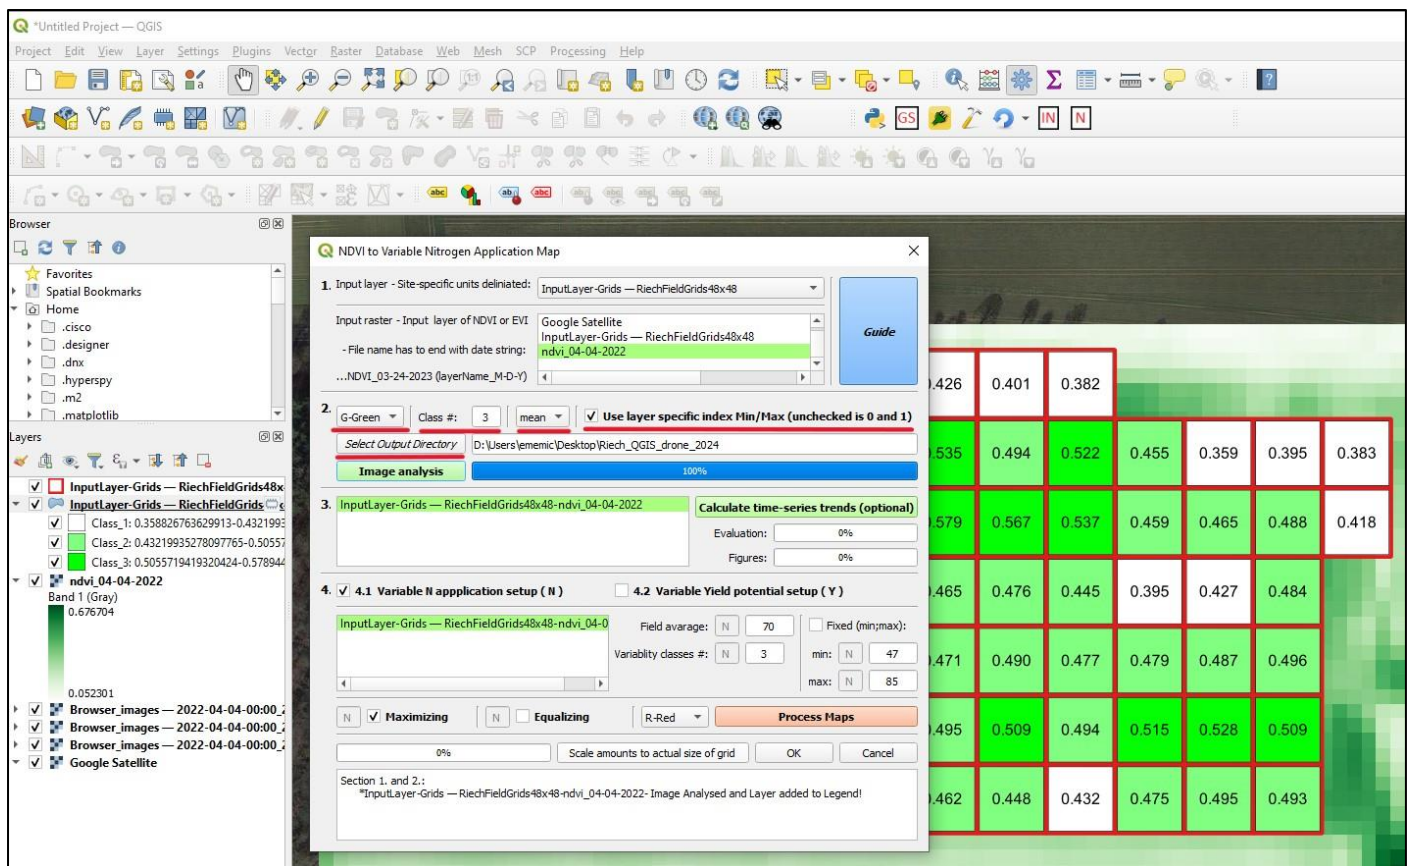 *Untitled Project — QGIS
Project Edit View Layer Settings Plugins Vector Raster Database Web Mesh SCP Processing Help
GS IN N
abc ab abc
Browser
Favorites
Spatial Bookmarks
Home
.cisco
.designer
.dnx
.hyperspy
.m2
.matplotlib
Layers
InputLayer-Grids — RiechFieldGrids48x
InputLayer-Grids — RiechFieldGrids
Class_1: 0.358826763629913-0.4321993
Class_2: 0.43219935278097765-0.50557
Class_3: 0.5055719419320424-0.578944
ndvi_04-04-2022
Band 1 (Gray)
0.676704
0.052301
Browser_images — 2022-04-04-00:00_2
Browser_images — 2022-04-04-00:00_2
Browser_images — 2022-04-04-00:00_2
Google Satellite
NDVI to Variable Nitrogen Application Map
1. Input layer - Site-specific units deliniated: InputLayer-Grids — RiechFieldGrids48x48
Input raster - Input layer of NDVI or EVI
- File name has to end with date string:
...NDVI_03-24-2023 (layerName_M-D-Y)
Google Satellite
InputLayer-Grids — RiechFieldGrids48x48
ndvi_04-04-2022
Guide
2. G-Green Class #: 3 mean Use layer specific index Min/Max (unchecked is 0 and 1)
Select Output Directory D:\Users\ememic\Desktop\Riech_QGIS_drone_2024
Image analysis 100%
3. InputLayer-Grids — RiechFieldGrids48x48-ndvi_04-04-2022
Calculate time-series trends (optional)
Evaluation: 0%
Figures: 0%
4. 4.1 Variable N appplication setup ( N ) 4.2 Variable Yield potential setup ( Y )
InputLayer-Grids — RiechFieldGrids48x48-ndvi_04-0
Field avarage: N 70 Fixed (min;max):
Variablity classes #: N 3 min: N 47
max: N 85
N Maximizing N Equalizing R-Red Process Maps
0% Scale amounts to actual size of grid OK Cancel
Section 1. and 2.:
*InputLayer-Grids — RiechFieldGrids48x48-ndvi_04-04-2022- Image Analysed and Layer added to Legend!
.426 0.401 0.382
.535 0.494 0.522 0.455 0.359 0.395 0.383
.579 0.567 0.537 0.459 0.465 0.488 0.418
.465 0.476 0.445 0.395 0.427 0.484
.471 0.490 0.477 0.479 0.487 0.496
.495 0.509 0.494 0.515 0.528 0.509
.462 0.448 0.432 0.475 0.495 0.493